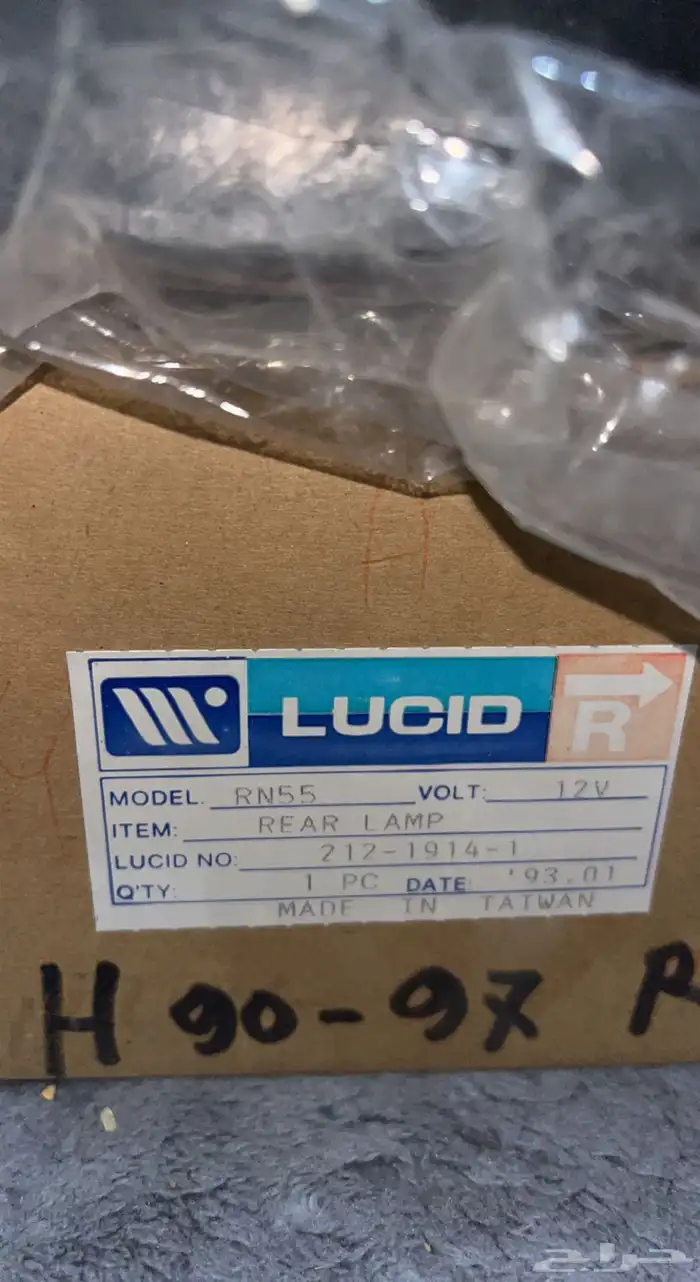 H
LUCID R
MODEL. RN55 VOLT: 12V
ITEM: REAR LAMP
LUCID NO: 212-1914-1
Q'TY: 1 PC DATE: '93.01
MADE IN TAIWAN
H 90-97 R
حراج